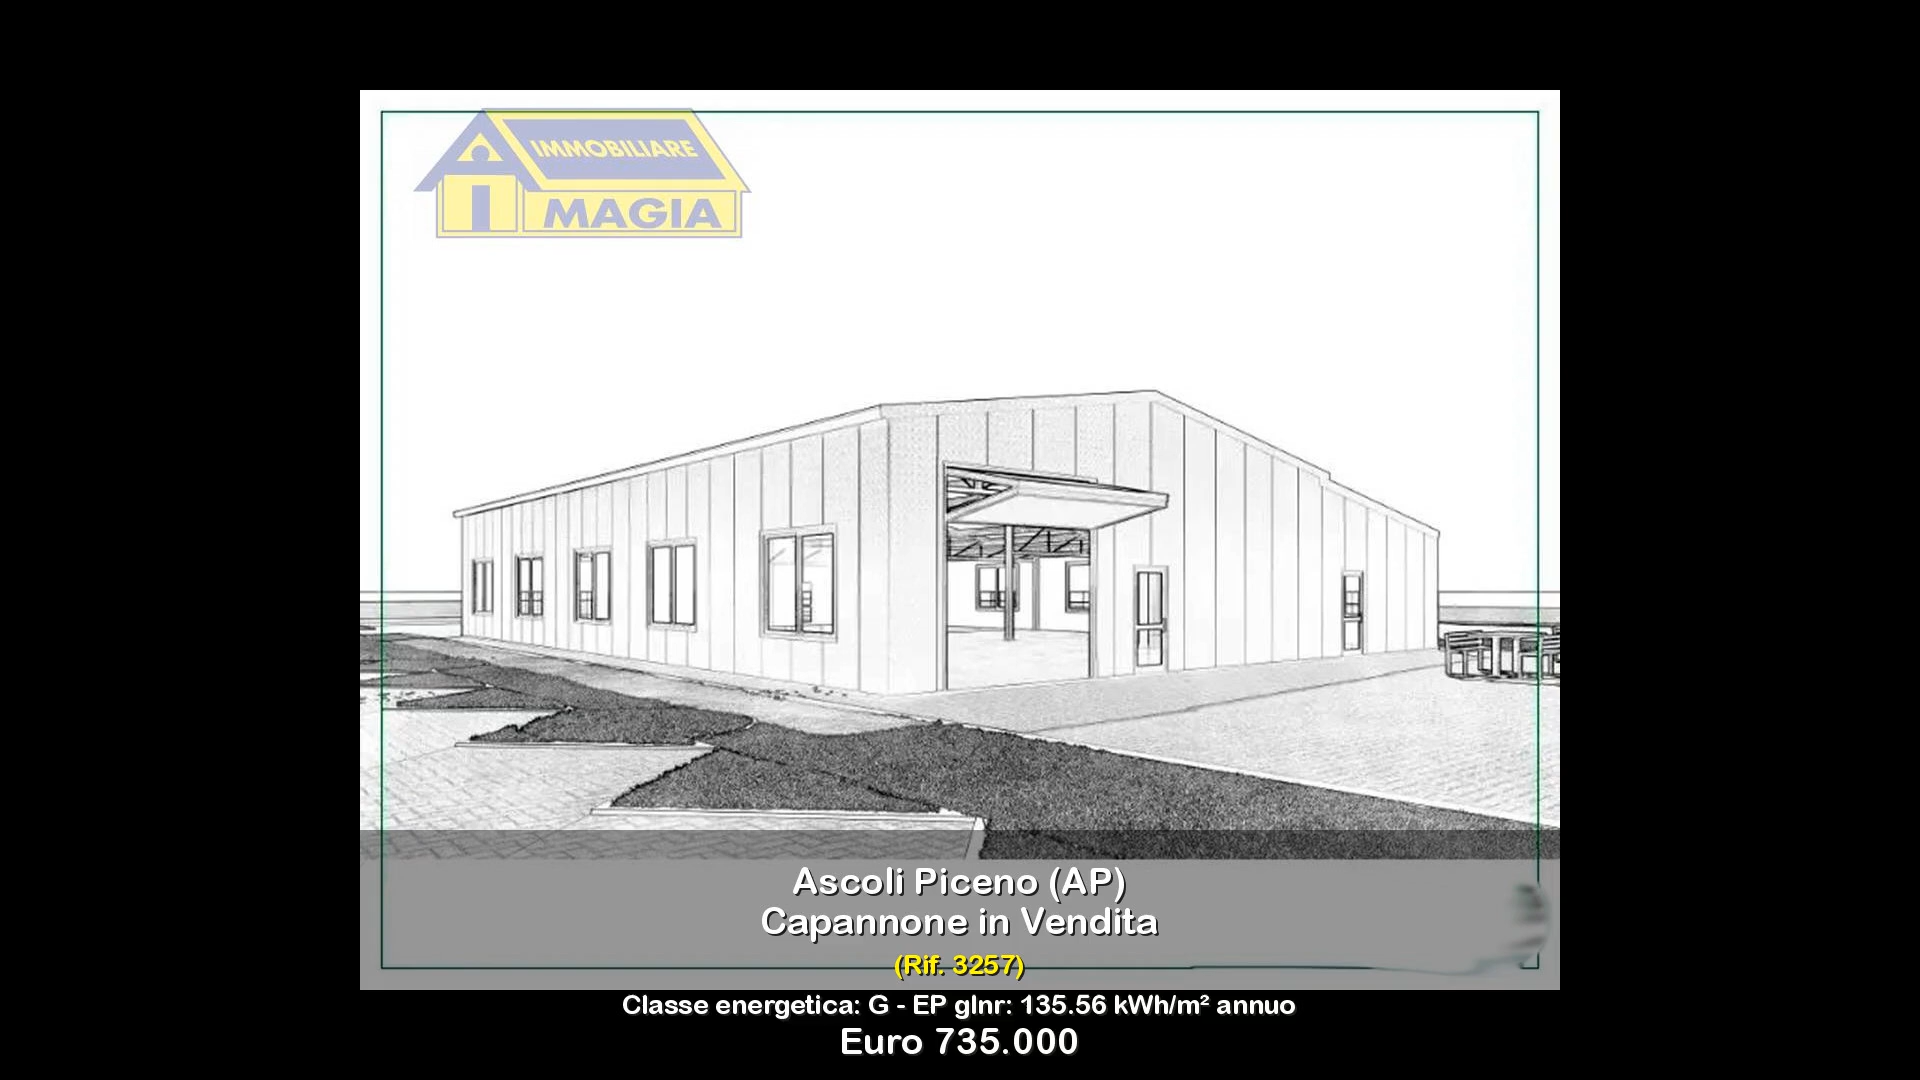 IMMOBILIARE
MAGIA
Ascoli Piceno (AP)
Capannone in Vendita
(Rif. 3257)
Classe energetica: G - EP glnr: 135.56 kWh/m² annuo
Euro 735.000